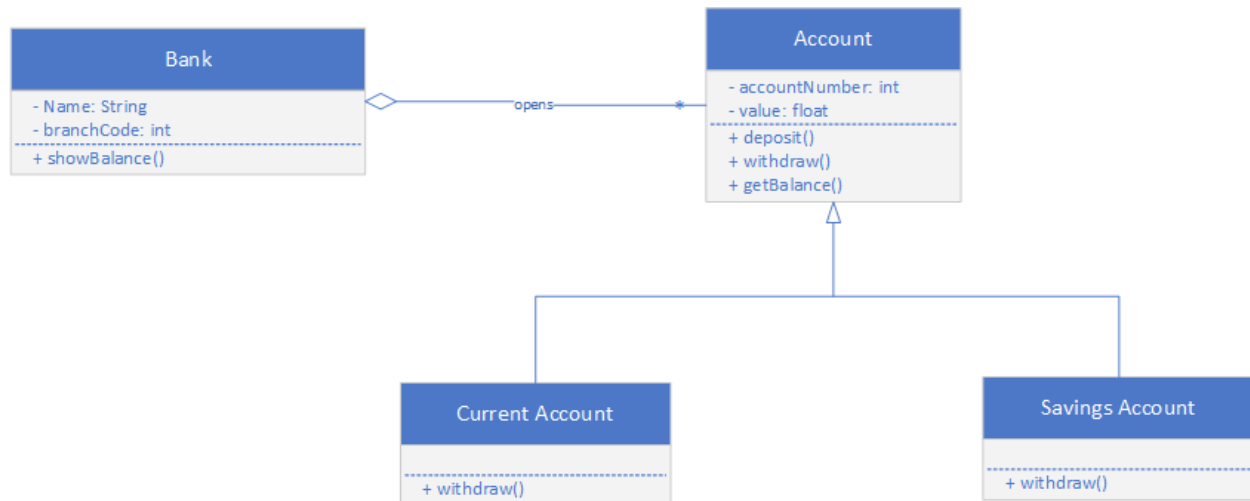 Bank
- Name: String
- branchCode: int
+ showBalance()
opens
*
Account
- accountNumber: int
- value: float
+ deposit()
+ withdraw()
+ getBalance()
Current Account
+ withdraw()
Savings Account
+ withdraw()